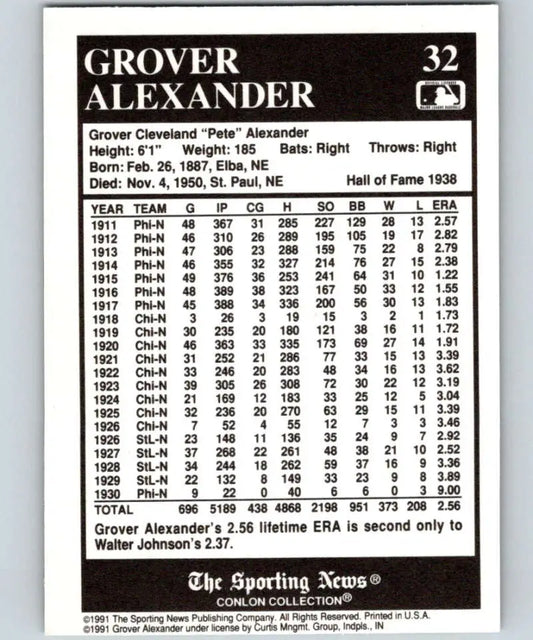 GROVER 32
ALEXANDER
Grover Cleveland "Pete" Alexander
Height: 6'1" Weight: 185 Bats: Right Throws: Right
Born: Feb. 26, 1887, Elba, NE
Died: Nov. 4, 1950, St. Paul, NE Hall of Fame 1938
YEAR TEAM G IP CG H SO BB W L ERA
1911 Phi-N 48 367 31 285 227 129 28 13 2.57
1912 Phi-N 46 310 26 289 195 105 19 17 2.82
1913 Phi-N 47 306 23 288 159 75 22 8 2.79
1914 Phi-N 46 355 32 327 214 76 27 15 2.38
1915 Phi-N 49 376 36 253 241 64 31 10 1.22
1916 Phi-N 48 389 38 323 167 50 33 12 1.55
1917 Phi-N 45 388 34 336 200 56 30 13 1.83
1918 Chi-N 3 26 3 19 15 3 2 1 1.73
1919 Chi-N 30 235 20 180 121 38 16 11 1.72
1920 Chi-N 46 363 33 335 173 69 27 14 1.91
1921 Chi-N 31 252 21 286 77 33 15 13 3.39
1922 Chi-N 33 246 20 283 48 34 16 13 3.62
1923 Chi-N 39 305 26 308 72 30 22 12 3.19
1924 Chi-N 21 169 12 183 33 25 12 5 3.04
1925 Chi-N 32 236 20 270 63 29 15 11 3.39
1926 Chi-N 7 52 4 55 12 7 3 3 3.46
1926 StL-N 23 148 11 136 35 24 9 7 2.92
1927 StL-N 37 268 22 261 48 38 21 10 2.52
1928 StL-N 34 244 18 262 59 37 16 9 3.36
1929 StL-N 22 132 8 149 33 23 9 8 3.89
1930 Phi-N 9 22 0 40 6 6 0 3 9.00
TOTAL 696 5189 438 4868 2198 951 373 208 2.56
Grover Alexander's 2.56 lifetime ERA is second only to
Walter Johnson's 2.37.
The Sporting News®
CONLON COLLECTION®
©1991 The Sporting News Publishing Company. All Rights Reserved. Printed in U.S.A.
©1991 Grover Alexander under license by Curtis Mngmt. Group, Indpls., IN